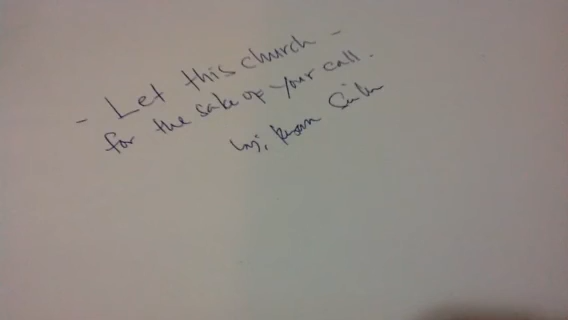 - Let this church -
for the sake of your call.